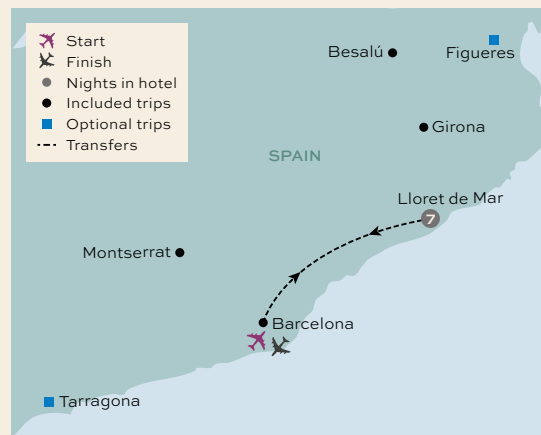 Start
Finish
Nights in hotel
Included trips
Optional trips
Transfers
Besalú
Figueres
Girona
SPAIN
Lloret de Mar
7
Montserrat
Barcelona
Tarragona